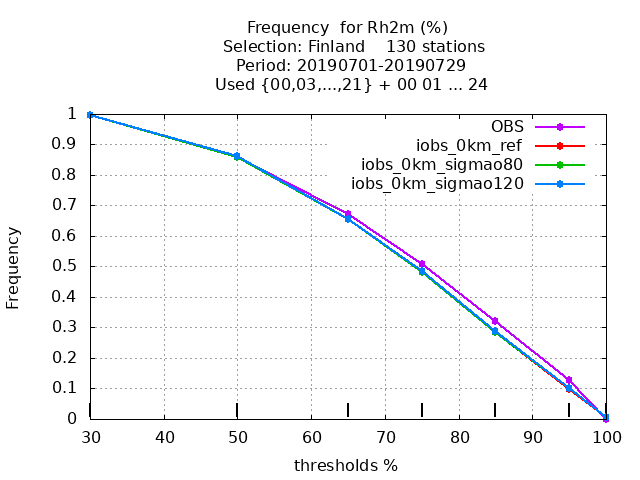 Frequency  for Rh2m (%)
Selection: Finland    130 stations
Period: 20190701-20190729
Used {00,03,...,21} + 00 01 ... 24
OBS
iobs_0km_ref
iobs_0km_sigmao80
iobs_0km_sigmao120
1
0.9
0.8
0.7
0.6
0.5
0.4
0.3
0.2
0.1
0
Frequency
30 40 50 60 70 80 90 100
thresholds %